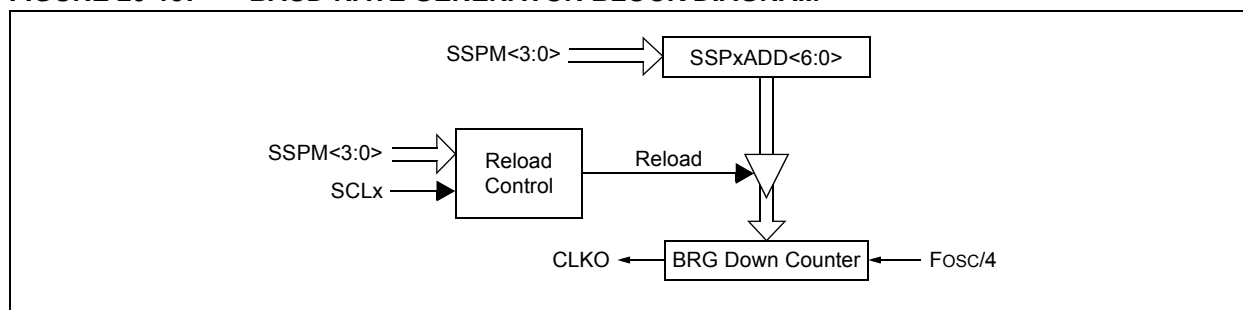 SSPM<3:0>
SSPxADD<6:0>
SSPM<3:0>
SCLx
Reload
Control
Reload
CLKO
BRG Down Counter
FOSC/4